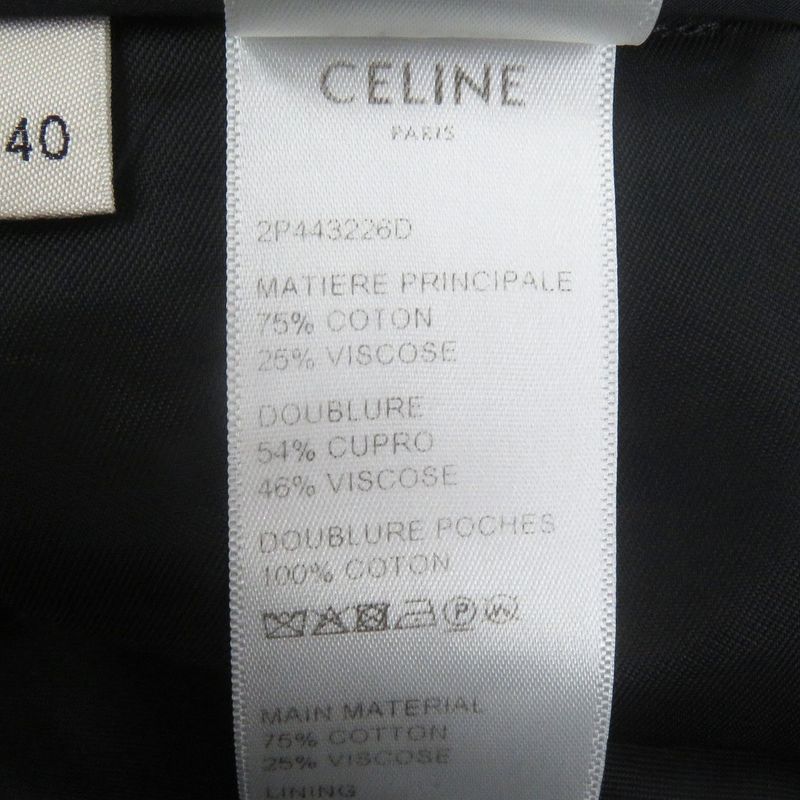 40
CELINE
PARIS
2P443226D
MATIERE PRINCIPALE
75% COTON
25% VISCOSE
DOUBLURE
54% CUPRO
46% VISCOSE
DOUBLURE POCHES
100% COTON
P W
MAIN MATERIAL
75% COTTON
25% VISCOSE
LINING